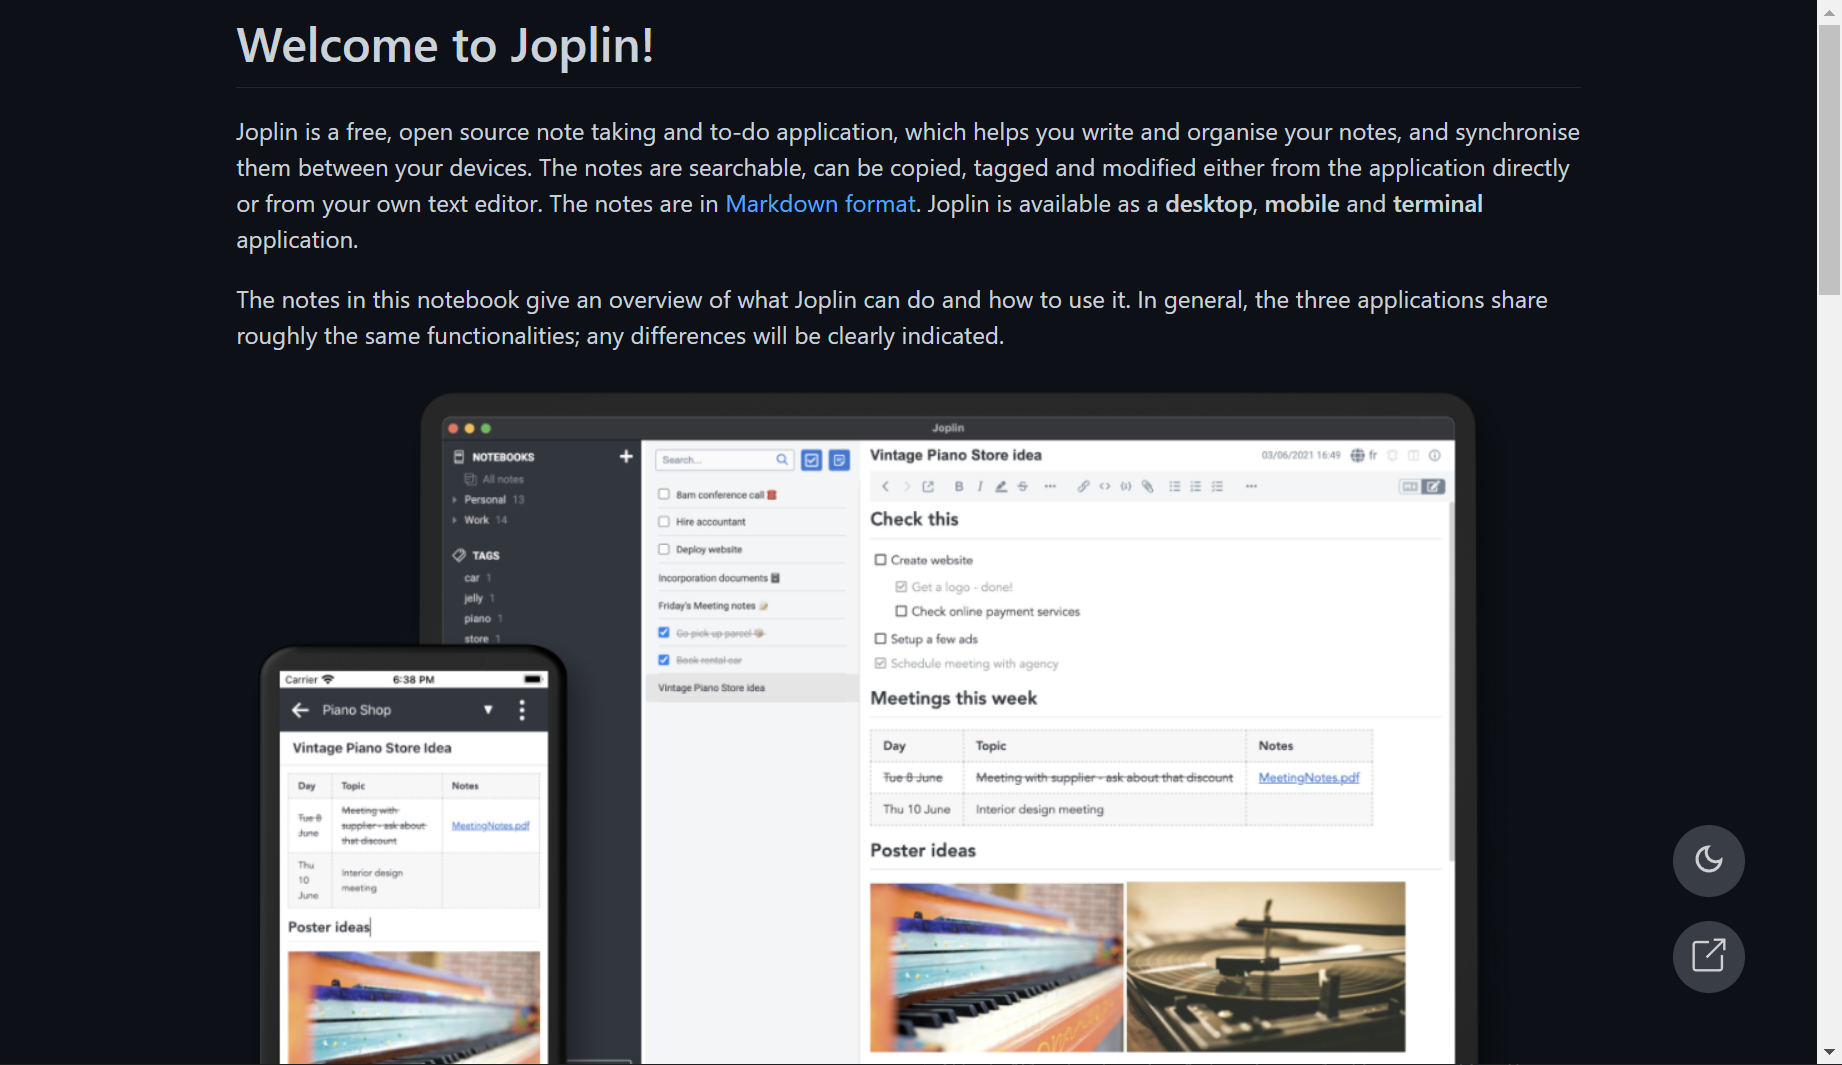 Welcome to Joplin!
Joplin is a free, open source note taking and to-do application, which helps you write and organise your notes, and synchronise
them between your devices. The notes are searchable, can be copied, tagged and modified either from the application directly
or from your own text editor. The notes are in Markdown format. Joplin is available as a desktop, mobile and terminal
application.
The notes in this notebook give an overview of what Joplin can do and how to use it. In general, the three applications share
roughly the same functionalities; any differences will be clearly indicated.
Joplin
NOTEBOOKS
All notes
Personal 13
Work 14
TAGS
car 1
jelly 1
piano 1
store 1
Search...
8am conference call
Hire accountant
Deploy website
Incorporation documents
Friday's Meeting notes
Go pick up parcel
Book rental car
Vintage Piano Store idea
Vintage Piano Store idea
03/06/2021 16:49 fr
Check this
Create website
Get a logo - done!
Check online payment services
Setup a few ads
Schedule meeting with agency
Meetings this week
Day Topic Notes
Tue 8 June Meeting with supplier - ask about that discount MeetingNotes.pdf
Thu 10 June Interior design meeting
Poster ideas
Carrier 6:38 PM
Piano Shop
Vintage Piano Store Idea
Day Topic Notes
Tue 8
June
Meeting with
supplier - ask about
that discount
MeetingNotes.pdf
Thu
10
June
Interior design
meeting
Poster ideas